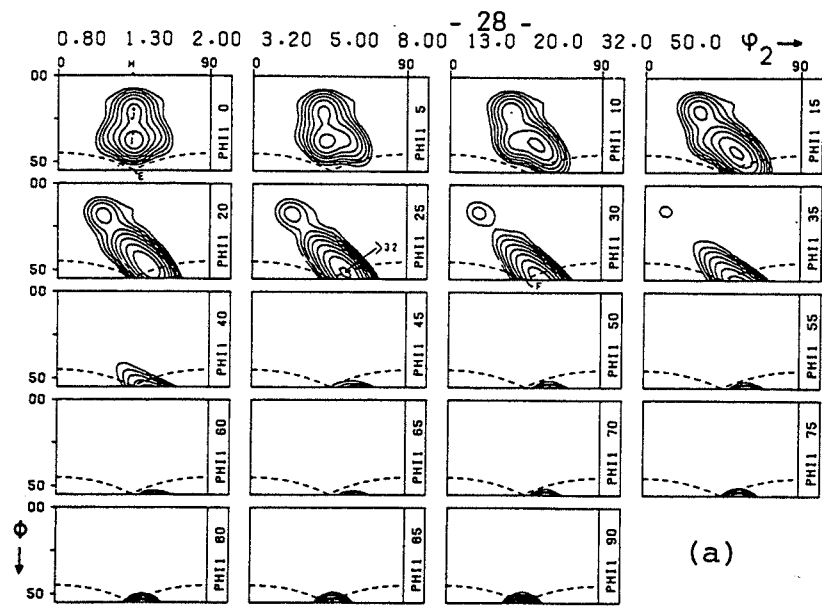 - 28 -
0.80 1.30 2.00 3.20 5.00 8.00 13.0 20.0 32.0 50.0 φ₂ →
00 H 90 0 90 0 90 0 90
50 PHI1 0 PHI1 5 PHI1 10 PHI1 15
E
00
50 PHI1 20 PHI1 25 PHI1 30 PHI1 35
>32
F
00
50 PHI1 40 PHI1 45 PHI1 50 PHI1 55
00
50 PHI1 60 PHI1 65 PHI1 70 PHI1 75
00
Φ
50 PHI1 80 PHI1 85 PHI1 90
(a)